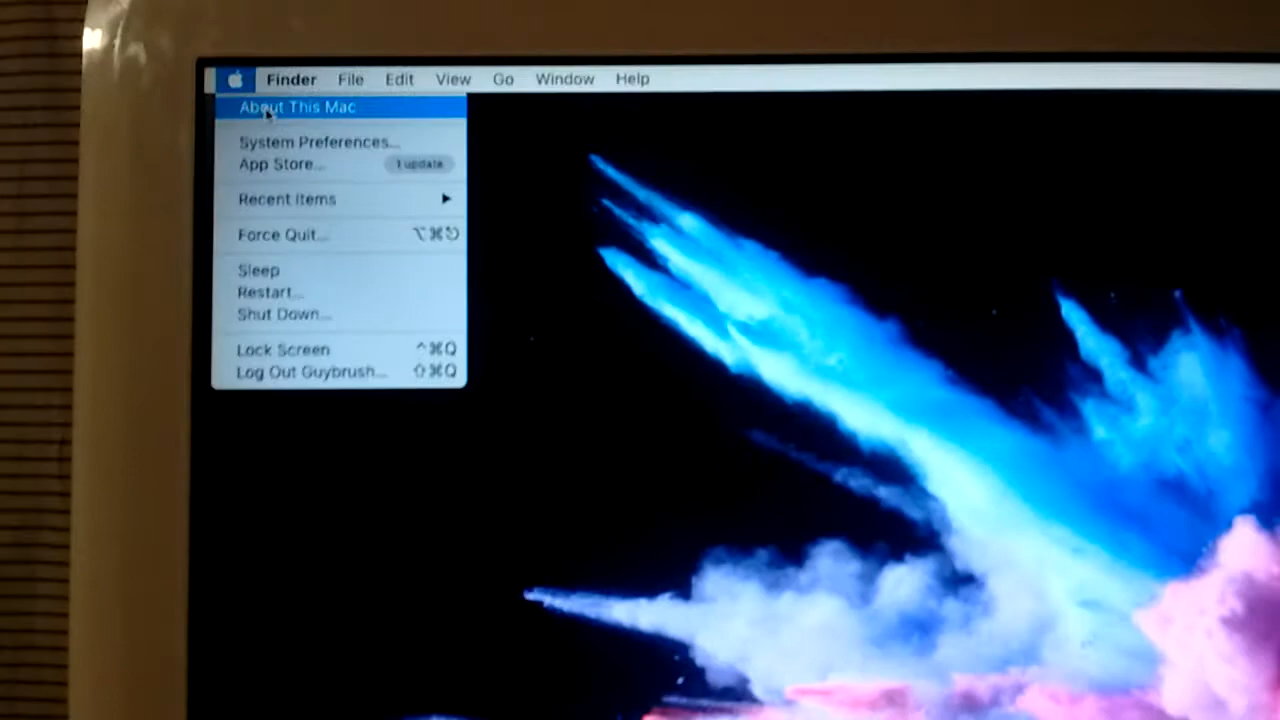 Finder File Edit View Go Window Help
About This Mac
System Preferences...
App Store... 1 update
Recent Items
Force Quit... ⌥⌘⎋
Sleep
Restart...
Shut Down...
Lock Screen ^⌘Q
Log Out Guybrush... ⇧⌘Q